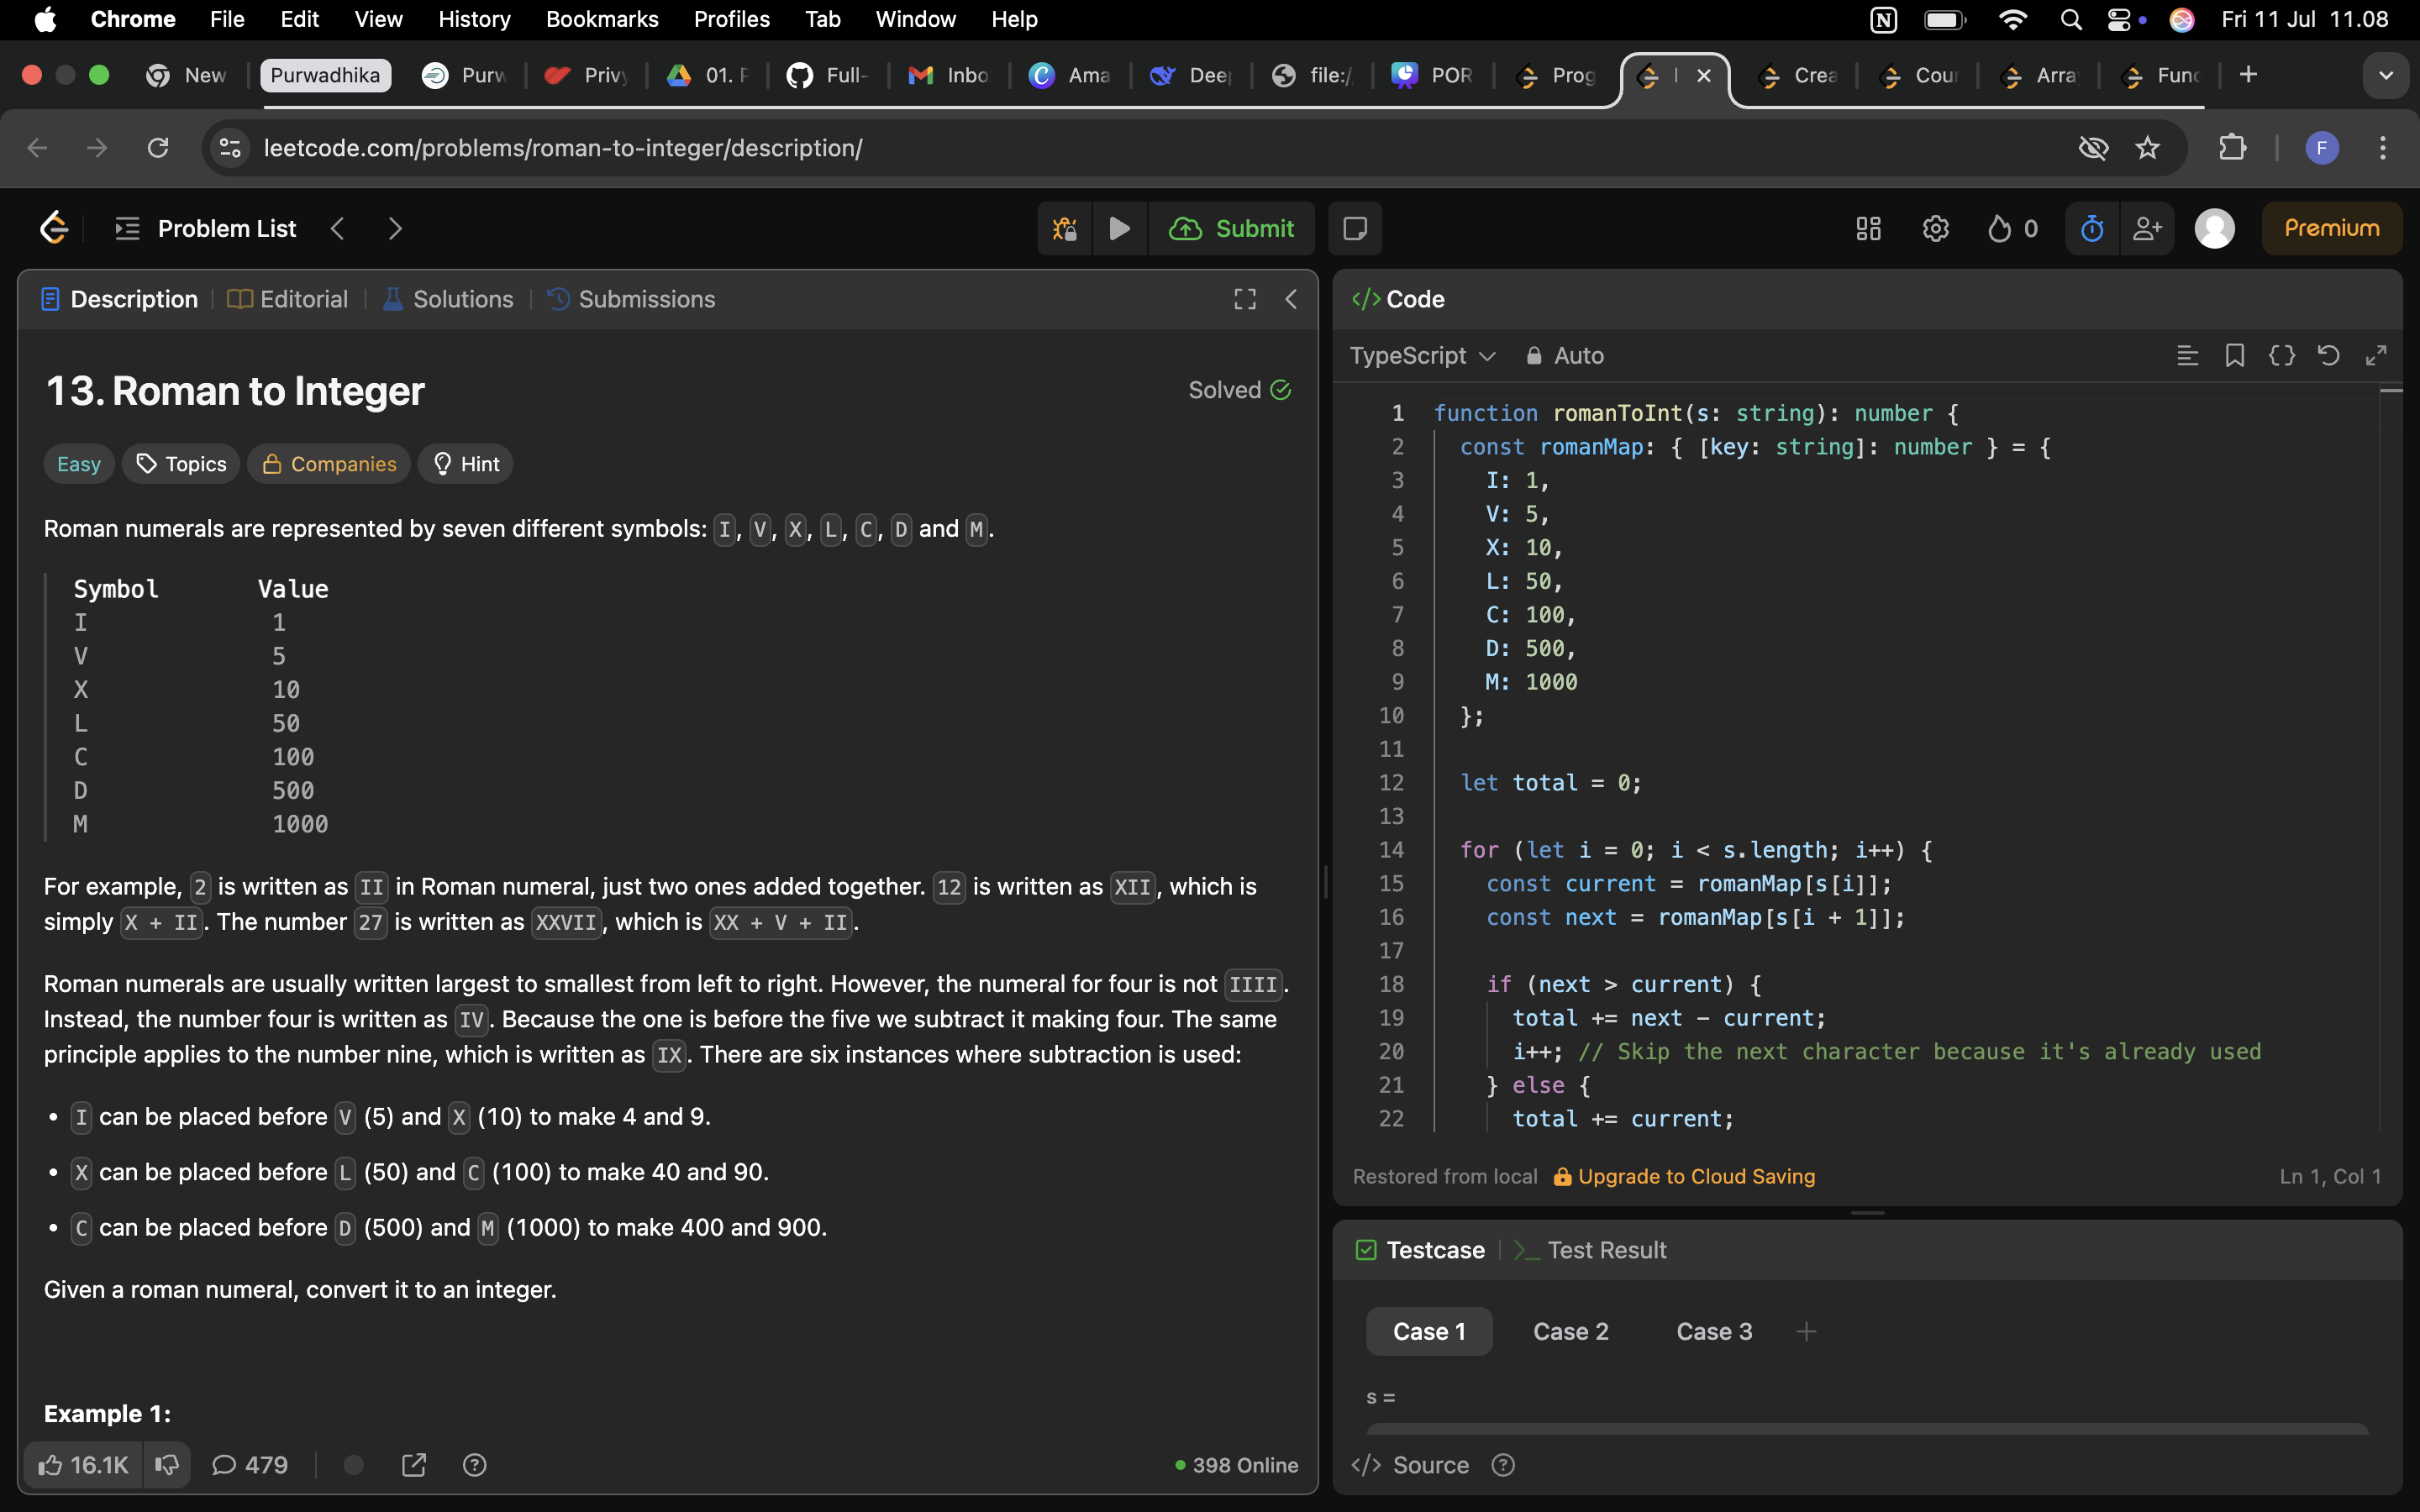 Chrome File Edit View History Bookmarks Profiles Tab Window Help Fri 11 Jul 11.08
New Purwadhika Purw Privy 01. F Full- Inbo Ama Deep file:/ POR Prog Crea Cour Arra Func
leetcode.com/problems/roman-to-integer/description/ F
Problem List Submit 0 Premium
Description Editorial Solutions Submissions
13. Roman to Integer
Solved
Easy Topics Companies Hint
Roman numerals are represented by seven different symbols: I, V, X, L, C, D and M.
Symbol Value
I 1
V 5
X 10
L 50
C 100
D 500
M 1000
For example, 2 is written as II in Roman numeral, just two ones added together. 12 is written as XII, which is
simply X + II. The number 27 is written as XXVII, which is XX + V + II.
Roman numerals are usually written largest to smallest from left to right. However, the numeral for four is not IIII.
Instead, the number four is written as IV. Because the one is before the five we subtract it making four. The same
principle applies to the number nine, which is written as IX. There are six instances where subtraction is used:
• I can be placed before V (5) and X (10) to make 4 and 9.
• X can be placed before L (50) and C (100) to make 40 and 90.
• C can be placed before D (500) and M (1000) to make 400 and 900.
Given a roman numeral, convert it to an integer.
Example 1:
16.1K 479 398 Online
</> Code
TypeScript Auto
1 function romanToInt(s: string): number {
2 const romanMap: { [key: string]: number } = {
3 I: 1,
4 V: 5,
5 X: 10,
6 L: 50,
7 C: 100,
8 D: 500,
9 M: 1000
10 };
11
12 let total = 0;
13
14 for (let i = 0; i < s.length; i++) {
15 const current = romanMap[s[i]];
16 const next = romanMap[s[i + 1]];
17
18 if (next > current) {
19 total += next - current;
20 i++; // Skip the next character because it's already used
21 } else {
22 total += current;
Restored from local Upgrade to Cloud Saving Ln 1, Col 1
Testcase Test Result
Case 1 Case 2 Case 3 +
s =
</> Source